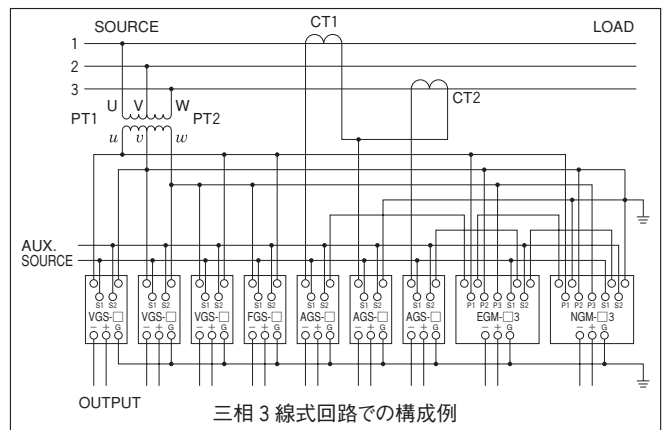 SOURCE CT1 LOAD
1
2
3
CT2
U V W
PT1 PT2
u v w
AUX.
SOURCE
S1 S2 S1 S2 S1 S2 S1 S2 S1 S2 S1 S2 S1 S2 P1 P2 P3 S1 S2 P1 P2 P3 S1 S2
VGS-□ VGS-□ VGS-□ FGS-□ AGS-□ AGS-□ AGS-□ EGM-□3 NGM-□3
− + G − + G − + G − + G − + G − + G − + G − + G − + G
OUTPUT
三相3線式回路での構成例